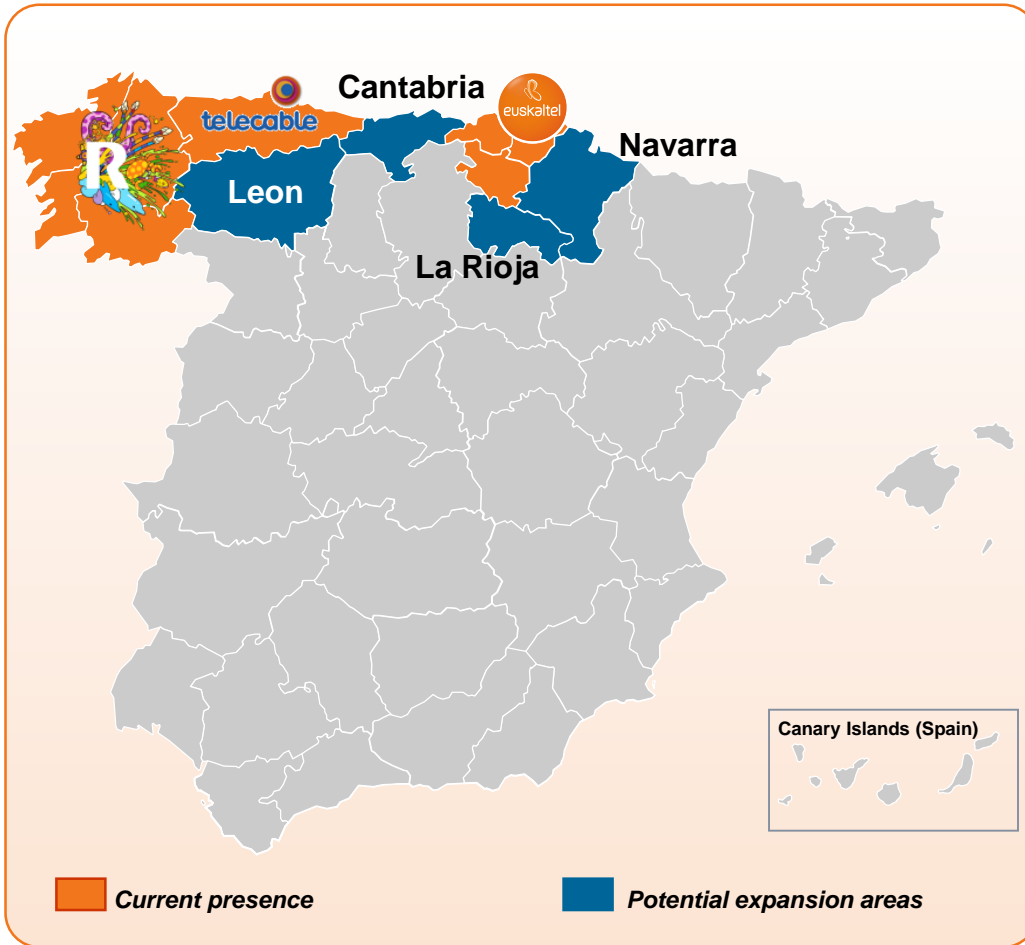 Cantabria
euskaltel
telecable
Navarra
R
Leon
La Rioja
Canary Islands (Spain)
Current presence
Potential expansion areas